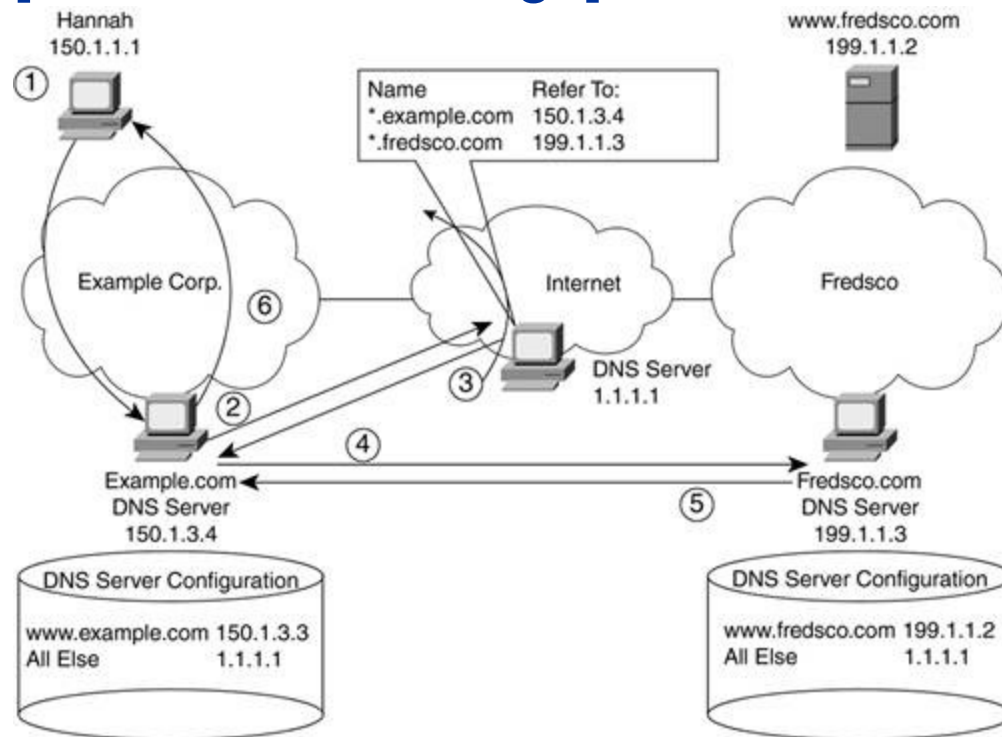 Hannah
150.1.1.1
www.fredsco.com
199.1.1.2
1
Name Refer To:
*.example.com 150.1.3.4
*.fredsco.com 199.1.1.3
Example Corp.
Internet
Fredsco
6
DNS Server
1.1.1.1
3
2
4
5
Example.com
DNS Server
150.1.3.4
Fredsco.com
DNS Server
199.1.1.3
DNS Server Configuration
www.example.com 150.1.3.3
All Else 1.1.1.1
DNS Server Configuration
www.fredsco.com 199.1.1.2
All Else 1.1.1.1